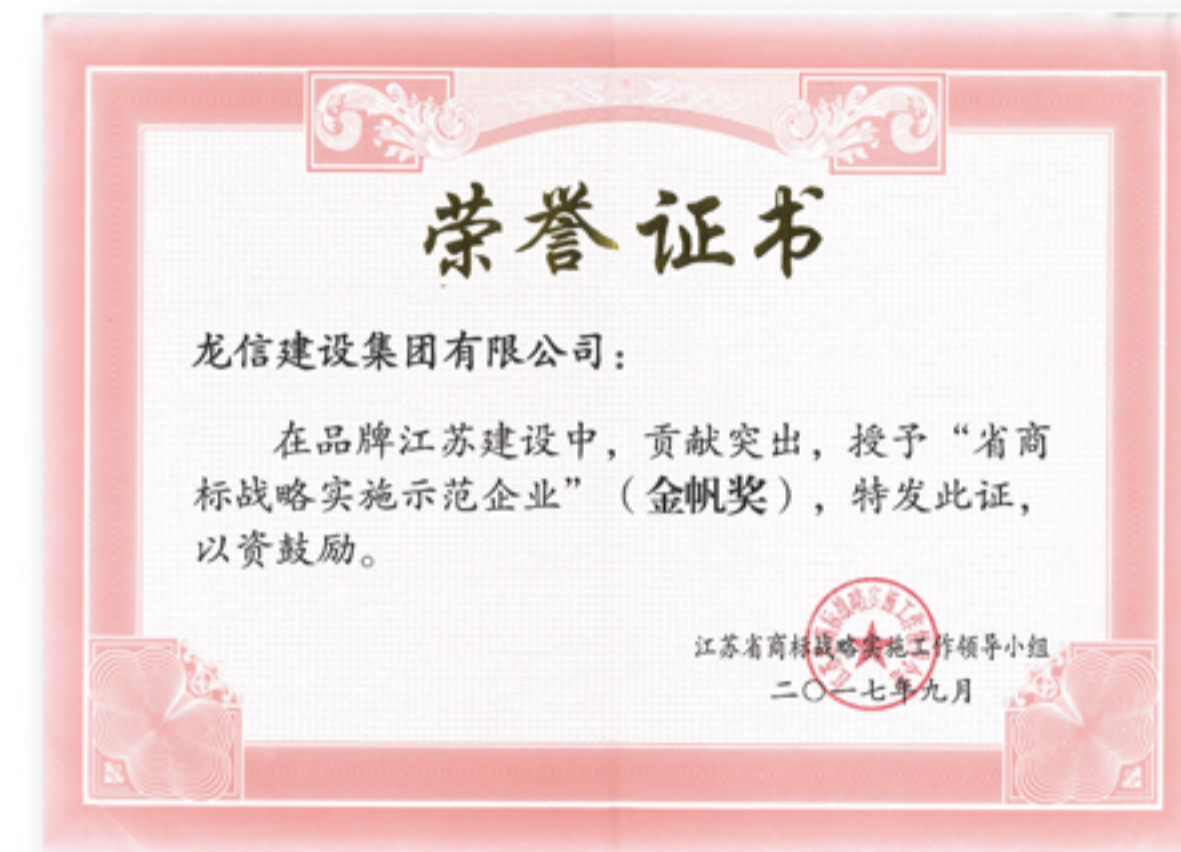 荣誉证书
龙信建设集团有限公司：
在品牌江苏建设中，贡献突出，授予“省商
标战略实施示范企业”（金帆奖），特发此证，
以资鼓励。
江苏省商标战略实施工作领导小组
二〇一七年九月